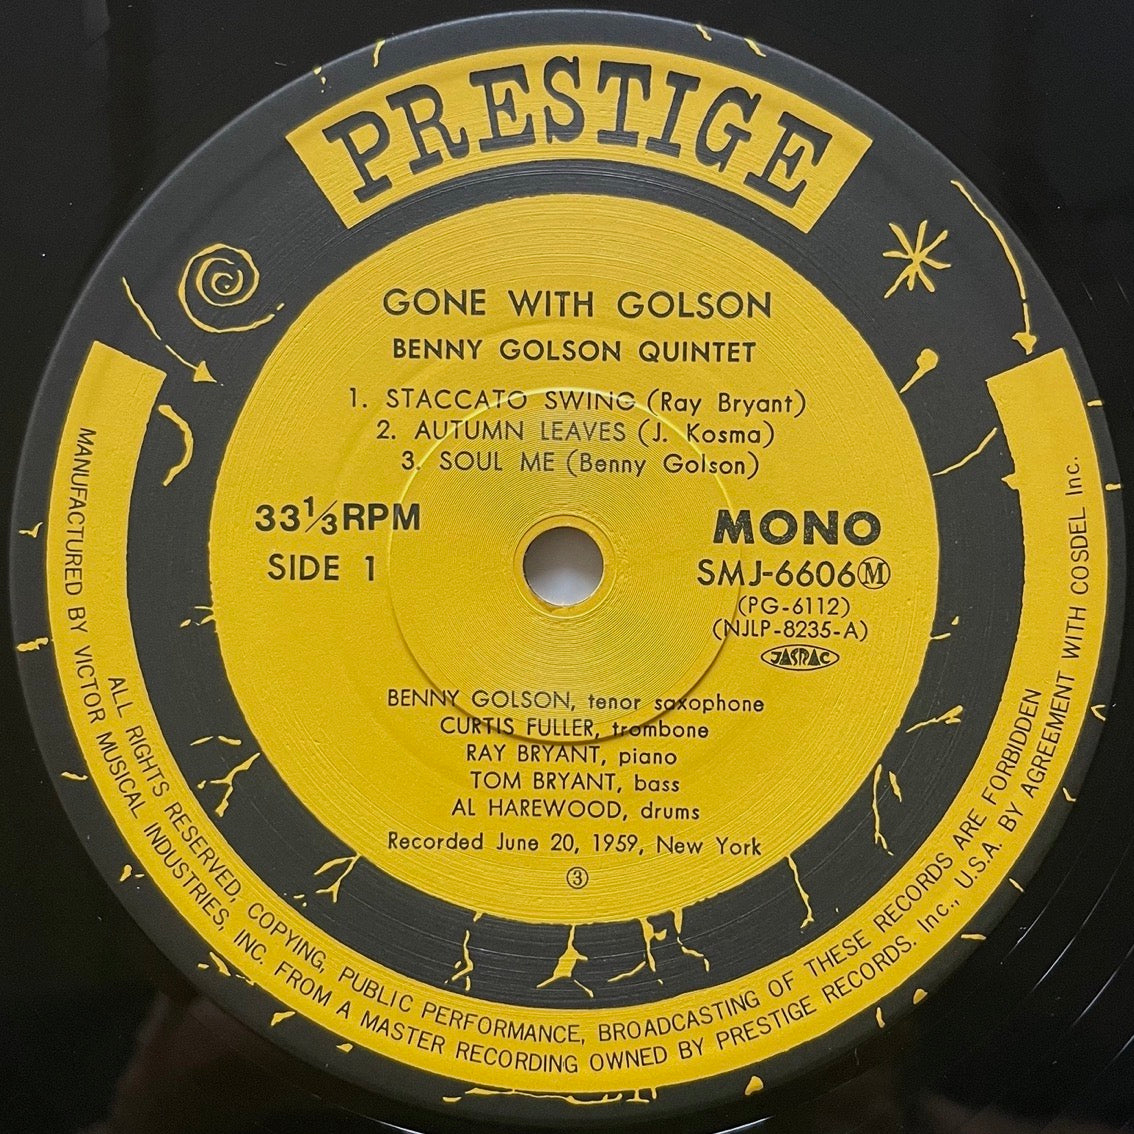 PRESTIGE
GONE WITH GOLSON
BENNY GOLSON QUINTET
1. STACCATO SWING (Ray Bryant)
2. AUTUMN LEAVES (J. Kosma)
3. SOUL ME (Benny Golson)
33 1/3 RPM
SIDE 1
MONO
SMJ-6606Ⓜ
(PG-6112)
(NJLP-8235-A)
JASRAC
BENNY GOLSON, tenor saxophone
CURTIS FULLER, trombone
RAY BRYANT, piano
TOM BRYANT, bass
AL HAREWOOD, drums
Recorded June 20, 1959, New York
③
ALL RIGHTS RESERVED, COPYING, PUBLIC PERFORMANCE, BROADCASTING OF THESE RECORDS ARE FORBIDDEN
MANUFACTURED BY VICTOR MUSICAL INDUSTRIES, INC. FROM A MASTER RECORDING OWNED BY PRESTIGE RECORDS. Inc., U.S.A. BY AGREEMENT WITH COSDEL Inc.